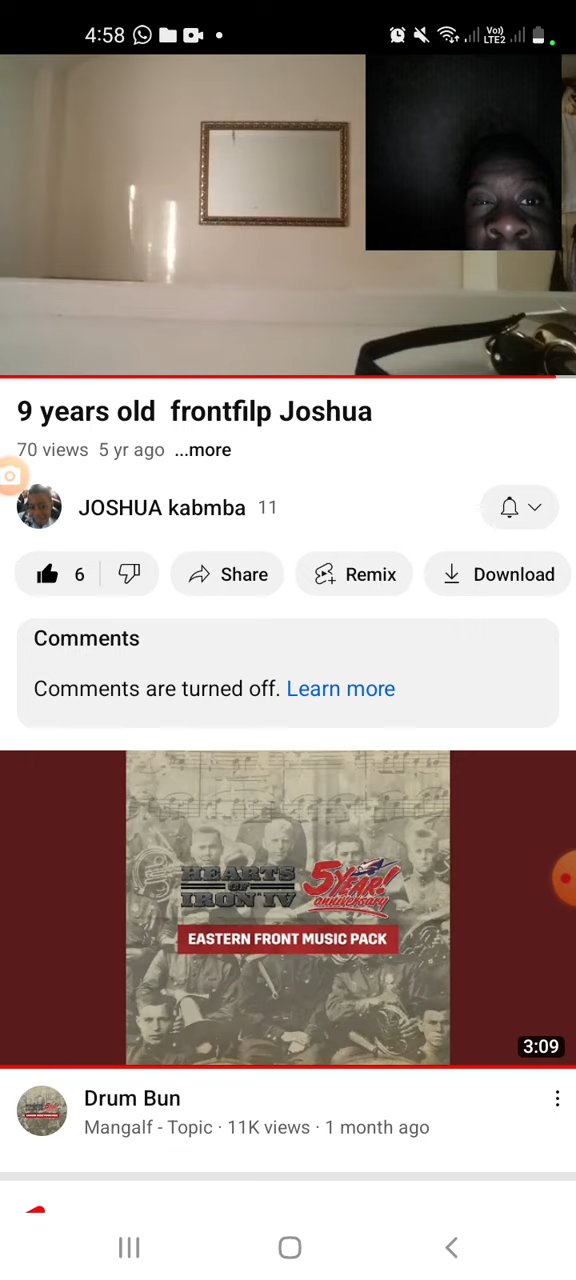 4:58
Vo))
LTE2
9 years old frontfilp Joshua
70 views 5 yr ago ...more
JOSHUA kabmba 11
6 Share Remix Download
Comments
Comments are turned off. Learn more
HEARTS
OF
IRON IV
5 YEAR!
anniversary
EASTERN FRONT MUSIC PACK
3:09
Drum Bun
Mangalf - Topic · 11K views · 1 month ago